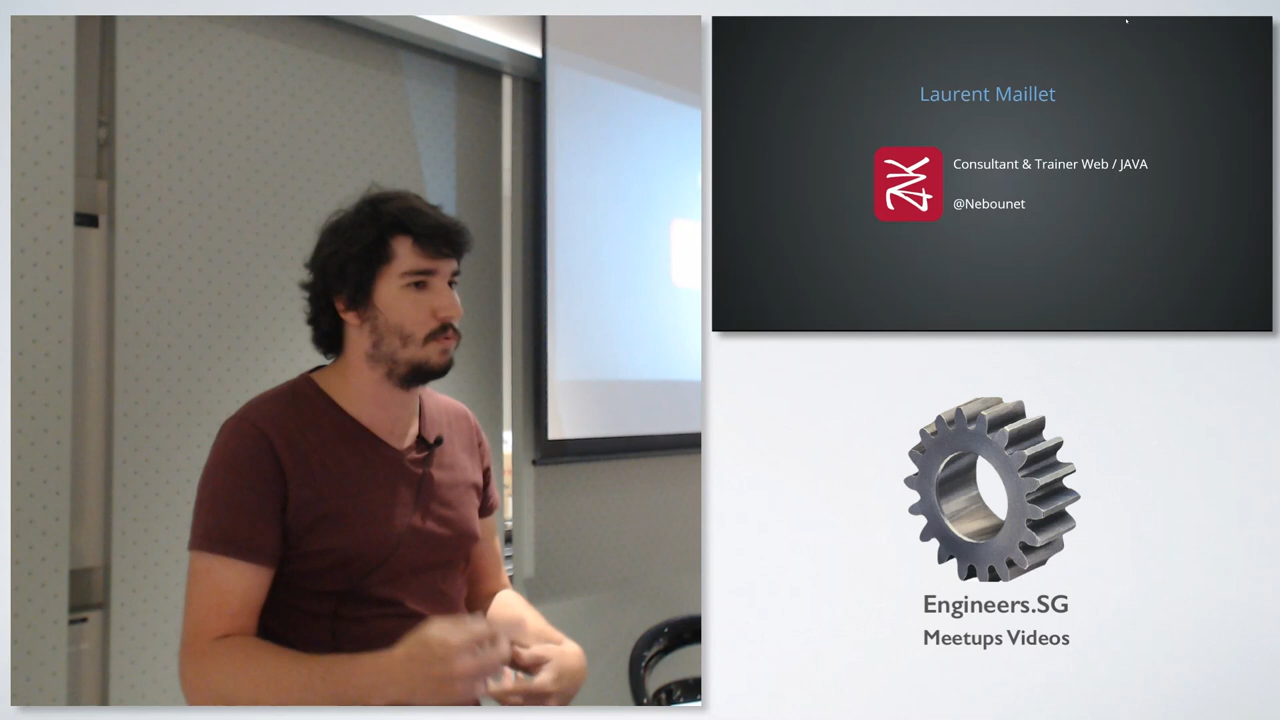 Laurent Maillet
Consultant & Trainer Web / JAVA
@Nebounet
Engineers.SG
Meetups Videos